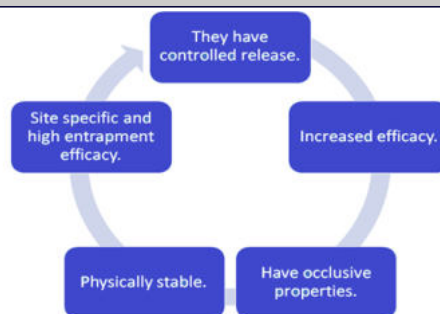 They have
controlled release.
Increased efficacy.
Have occlusive
properties.
Physically stable.
Site specific and
high entrapment
efficacy.